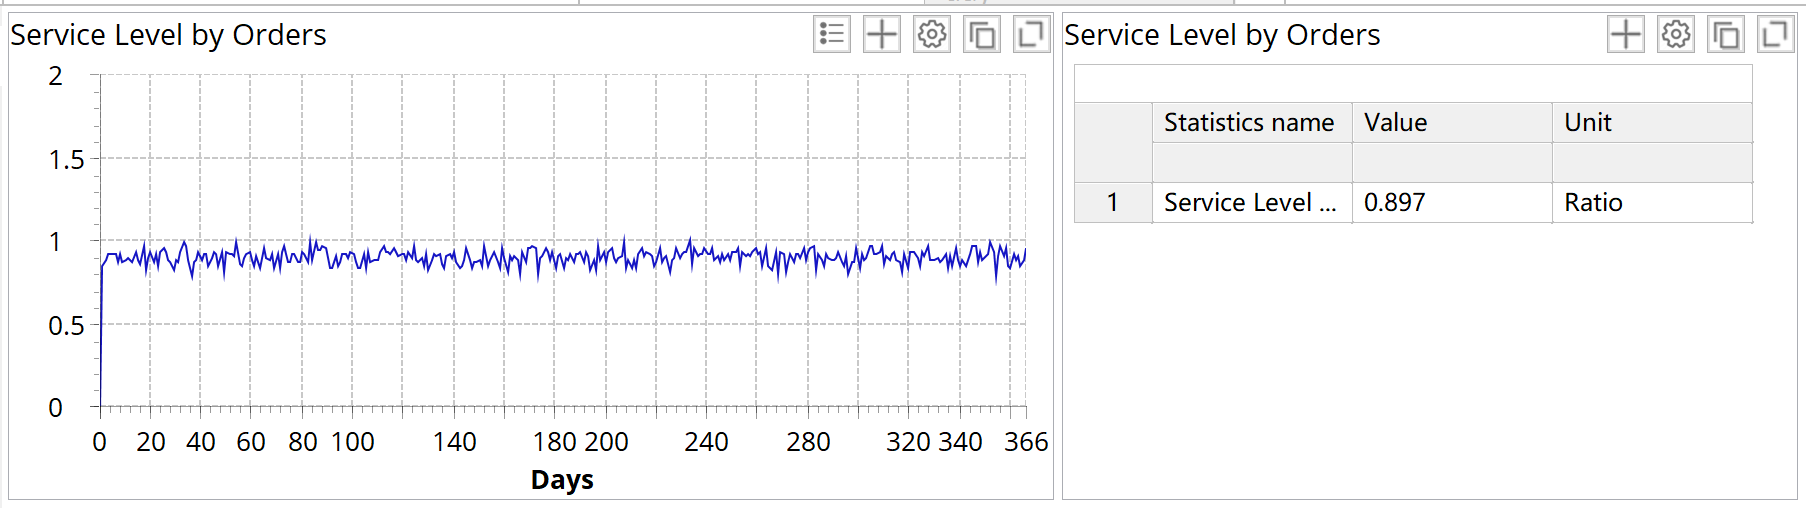 Service Level by Orders
2
1.5
1
0.5
0
0 20 40 60 80 100 140 180 200 240 280 320 340 366
Days
Service Level by Orders
Statistics name Value Unit
1 Service Level ... 0.897 Ratio